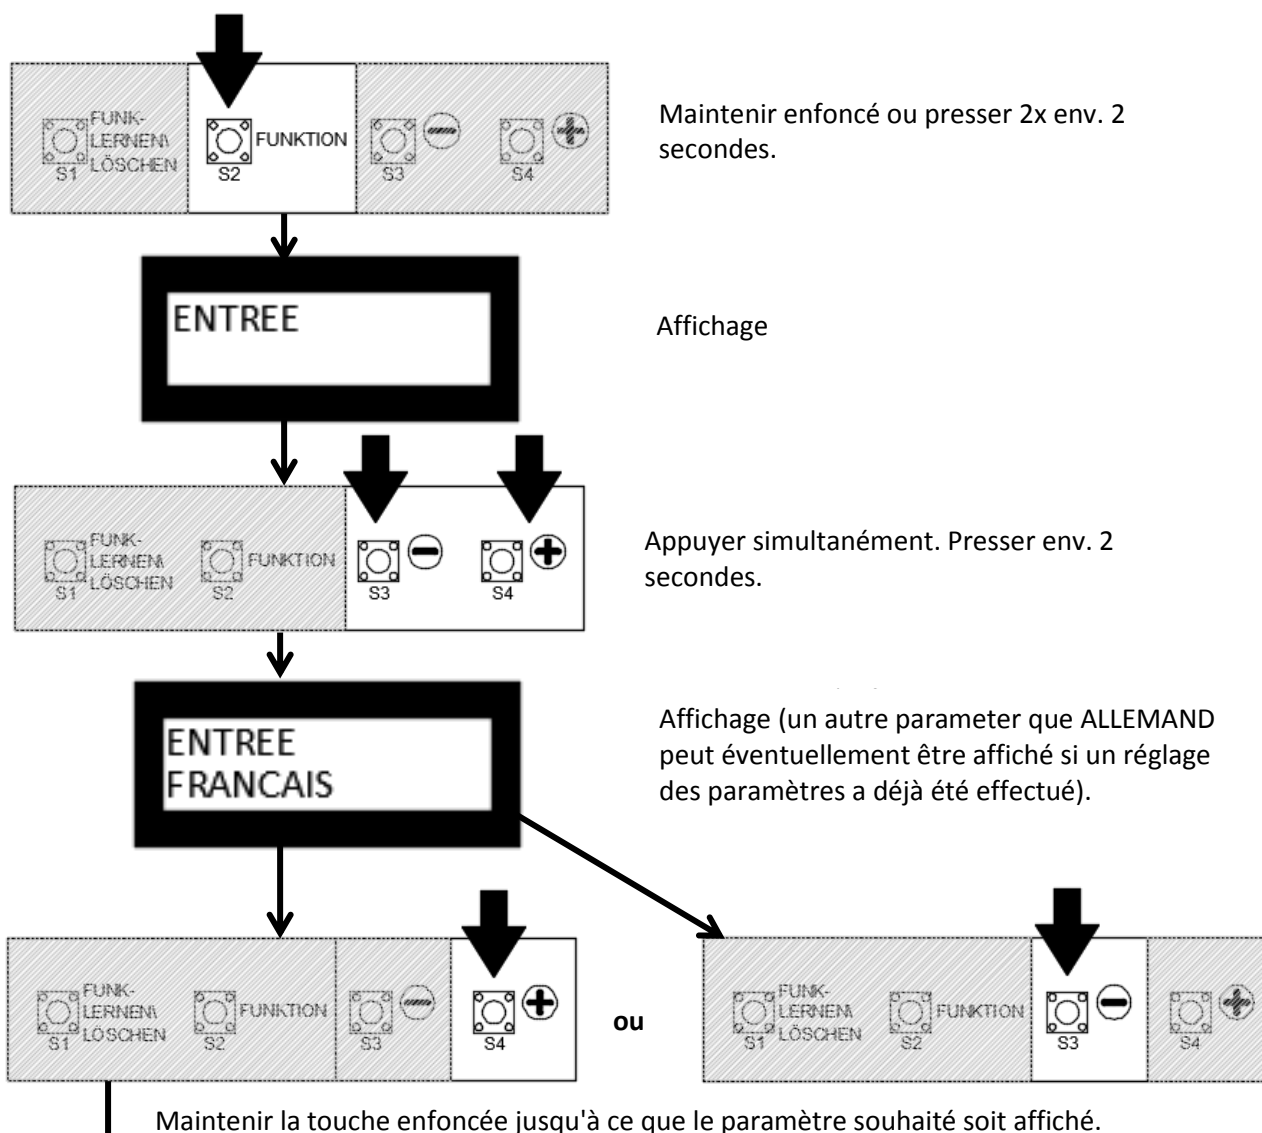 FUNK-
LERNEN\
LÖSCHEN
S1
FUNKTION
S2
S3
S4
Maintenir enfoncé ou presser 2x env. 2
secondes.
ENTREE
Affichage
FUNK-
LERNEN\
LÖSCHEN
S1
FUNKTION
S2
S3
S4
Appuyer simultanément. Presser env. 2
secondes.
ENTREE
FRANCAIS
Affichage (un autre parameter que ALLEMAND
peut éventuellement être affiché si un réglage
des paramètres a déjà été effectué).
FUNK-
LERNEN\
LÖSCHEN
S1
FUNKTION
S2
S3
S4
ou
FUNK-
LERNEN\
LÖSCHEN
S1
FUNKTION
S2
S3
S4
Maintenir la touche enfoncée jusqu'à ce que le paramètre souhaité soit affiché.